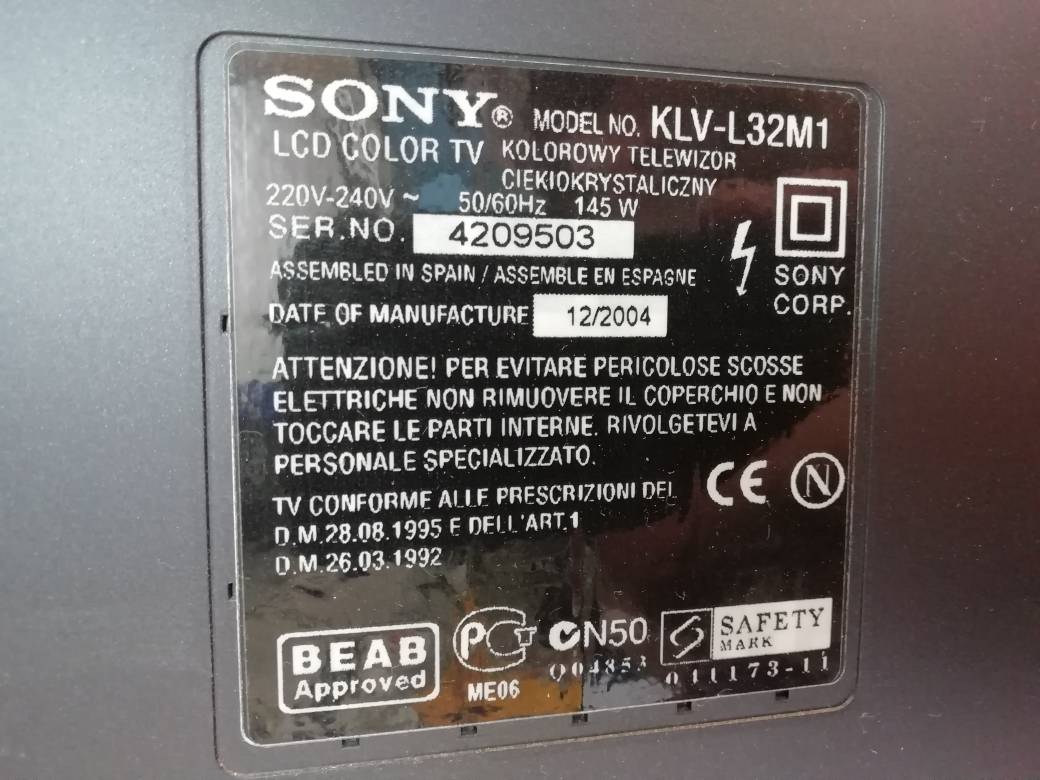 SONY® MODEL NO. KLV-L32M1
LCD COLOR TV KOLOROWY TELEWIZOR
CIEKIOKRYSTALICZNY
220V-240V ~ 50/60Hz 145 W
SER.NO. 4209503
SONY
CORP.
ASSEMBLED IN SPAIN / ASSEMBLE EN ESPAGNE
DATE OF MANUFACTURE 12/2004
ATTENZIONE! PER EVITARE PERICOLOSE SCOSSE
ELETTRICHE NON RIMUOVERE IL COPERCHIO E NON
TOCCARE LE PARTI INTERNE. RIVOLGETEVI A
PERSONALE SPECIALIZZATO.
TV CONFORME ALLE PRESCRIZIONI DEL
D.M.28.08.1995 E DELL'ART.1
D.M.26.03.1992
CE N
BEAB
Approved
PG
ME06
N50
Q04853
SAFETY
MARK
011173-11